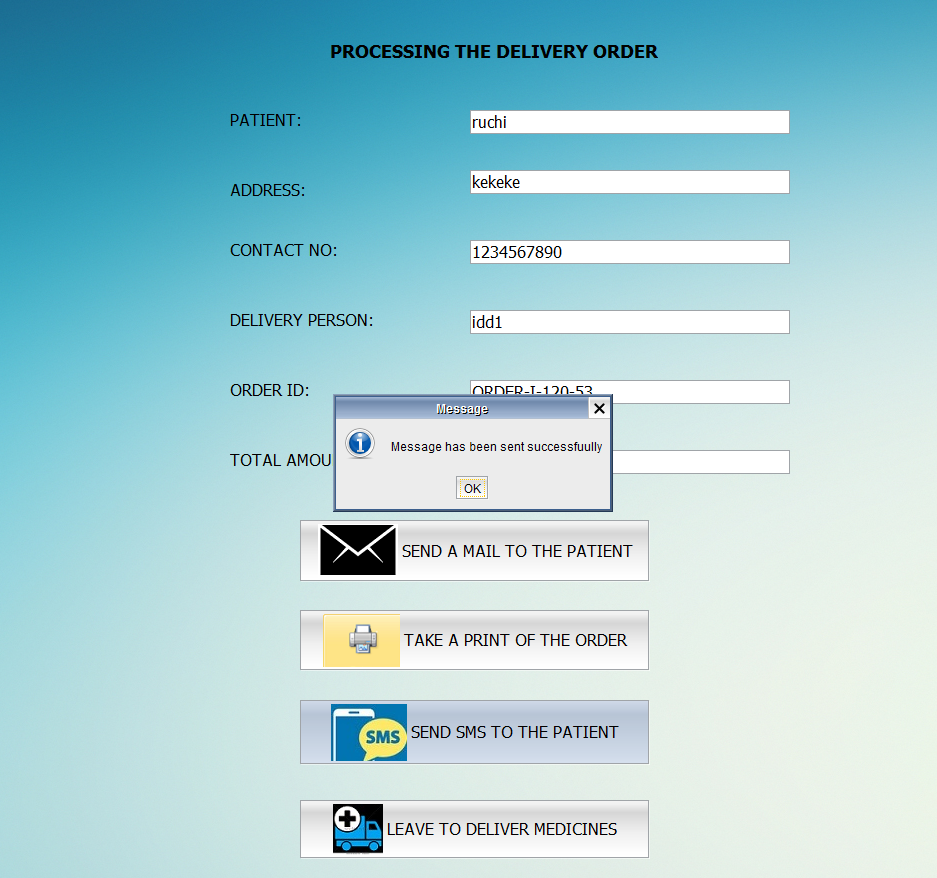 PROCESSING THE DELIVERY ORDER
PATIENT:
ruchi
ADDRESS:
kekeke
CONTACT NO:
1234567890
DELIVERY PERSON:
idd1
ORDER ID:
ORDER-I-120-53
Message
TOTAL AMOU
Message has been sent successfuully
OK
SEND A MAIL TO THE PATIENT
TAKE A PRINT OF THE ORDER
SMS
SEND SMS TO THE PATIENT
LEAVE TO DELIVER MEDICINES